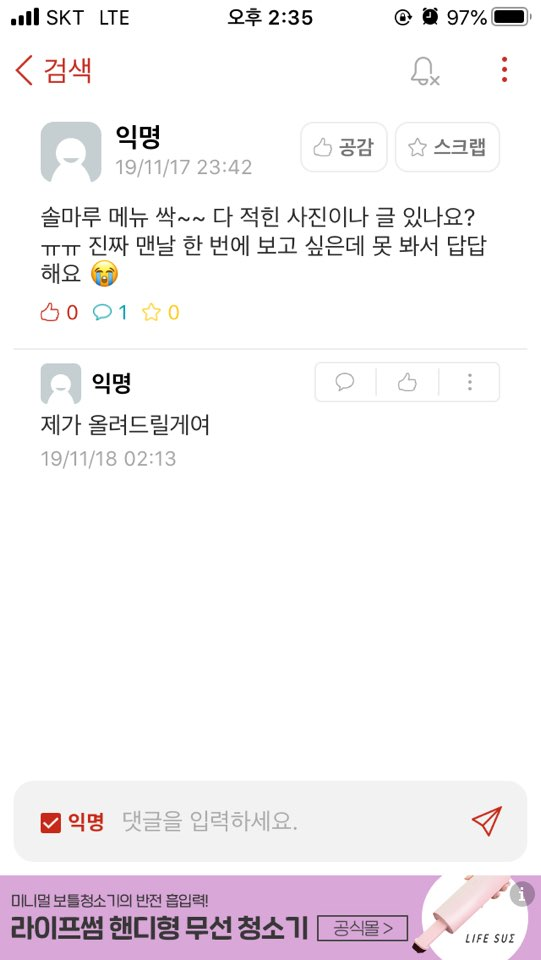 SKT LTE 오후 2:35 97%
검색
익명
19/11/17 23:42
공감
스크랩
솔마루 메뉴 싹~~ 다 적힌 사진이나 글 있나요?
ㅠㅠ 진짜 맨날 한 번에 보고 싶은데 못 봐서 답답
해요 😭
0 1 0
익명
제가 올려드릴게여
19/11/18 02:13
익명 댓글을 입력하세요.
미니멀 보틀청소기의 반전 흡입력!
라이프썸 핸디형 무선 청소기
공식몰 >
LIFE SUΣ